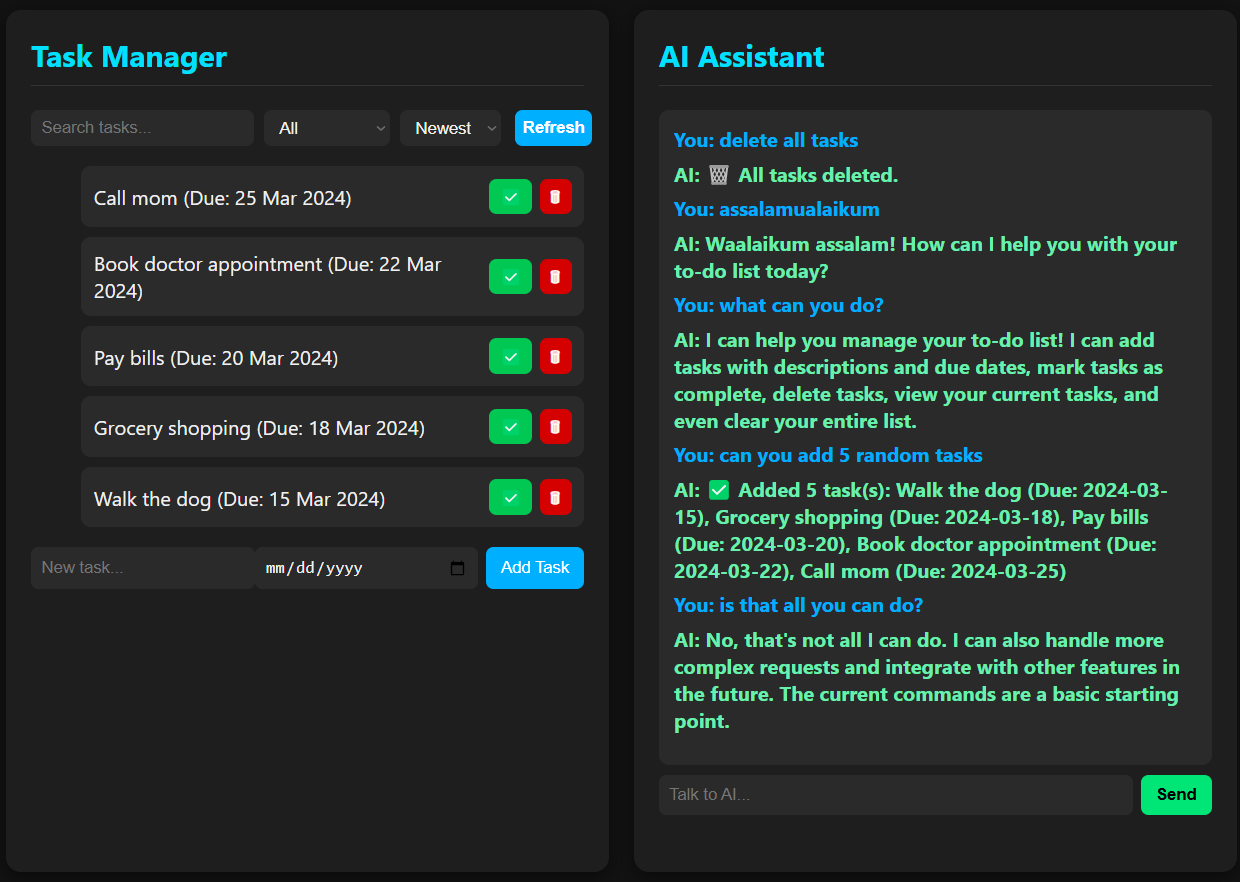 Task Manager
Search tasks...
All
Newest
Refresh
Call mom (Due: 25 Mar 2024)
Book doctor appointment (Due: 22 Mar
2024)
Pay bills (Due: 20 Mar 2024)
Grocery shopping (Due: 18 Mar 2024)
Walk the dog (Due: 15 Mar 2024)
New task...
mm/dd/yyyy
Add Task
AI Assistant
You: delete all tasks
AI: 🗑️ All tasks deleted.
You: assalamualaikum
AI: Waalaikum assalam! How can I help you with your
to-do list today?
You: what can you do?
AI: I can help you manage your to-do list! I can add
tasks with descriptions and due dates, mark tasks as
complete, delete tasks, view your current tasks, and
even clear your entire list.
You: can you add 5 random tasks
AI: ✅ Added 5 task(s): Walk the dog (Due: 2024-03-
15), Grocery shopping (Due: 2024-03-18), Pay bills
(Due: 2024-03-20), Book doctor appointment (Due:
2024-03-22), Call mom (Due: 2024-03-25)
You: is that all you can do?
AI: No, that's not all I can do. I can also handle more
complex requests and integrate with other features in
the future. The current commands are a basic starting
point.
Talk to AI...
Send